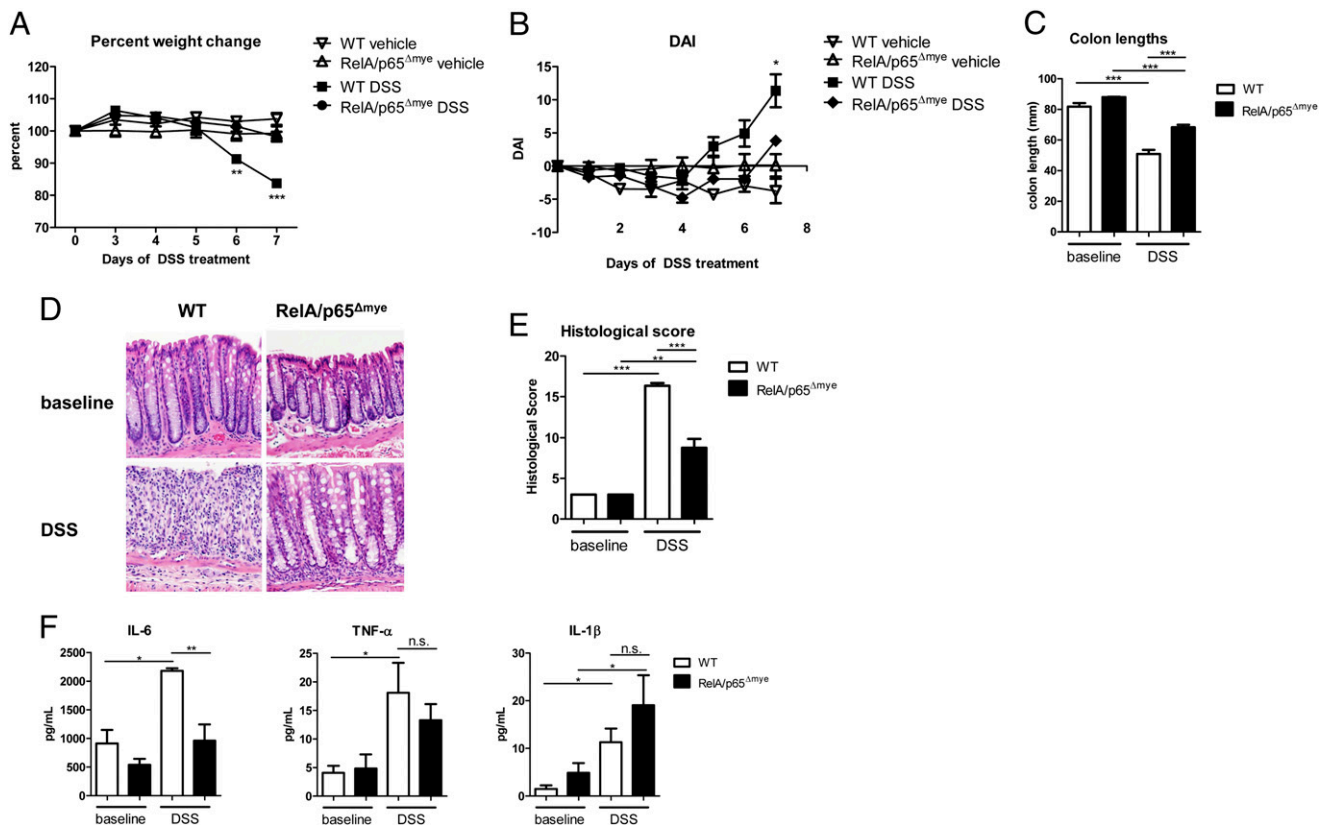 A
Percent weight change
WT vehicle
RelA/p65Δmye vehicle
WT DSS
RelA/p65Δmye DSS
120
110
100
90
80
70
percent
0 3 4 5 6 7
**
***
Days of DSS treatment
B
DAI
WT vehicle
RelA/p65Δmye vehicle
WT DSS
RelA/p65Δmye DSS
15
10
5
0
-5
-10
DAI
*
2 4 6 8
Days of DSS treatment
C
Colon lengths
***
***
***
WT
RelA/p65Δmye
100
80
60
40
20
0
colon length (mm)
baseline DSS
D
WT RelA/p65Δmye
baseline
DSS
E
Histological score
***
**
***
WT
RelA/p65Δmye
20
15
10
5
0
Histological Score
baseline DSS
F
IL-6
* **
2500
2000
1500
1000
500
0
pg/mL
baseline DSS
TNF-α
n.s.
*
25
20
15
10
5
0
pg/mL
baseline DSS
IL-1β
n.s.
*
*
30
20
10
0
pg/mL
baseline DSS
WT
RelA/p65Δmye